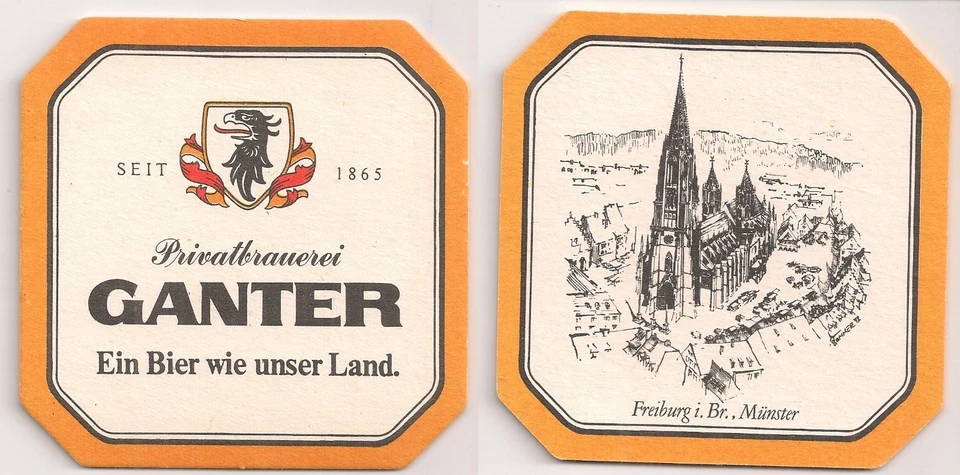 SEIT 1865
Privatbrauerei
GANTER
Ein Bier wie unser Land.
Freiburg i. Br., Münster